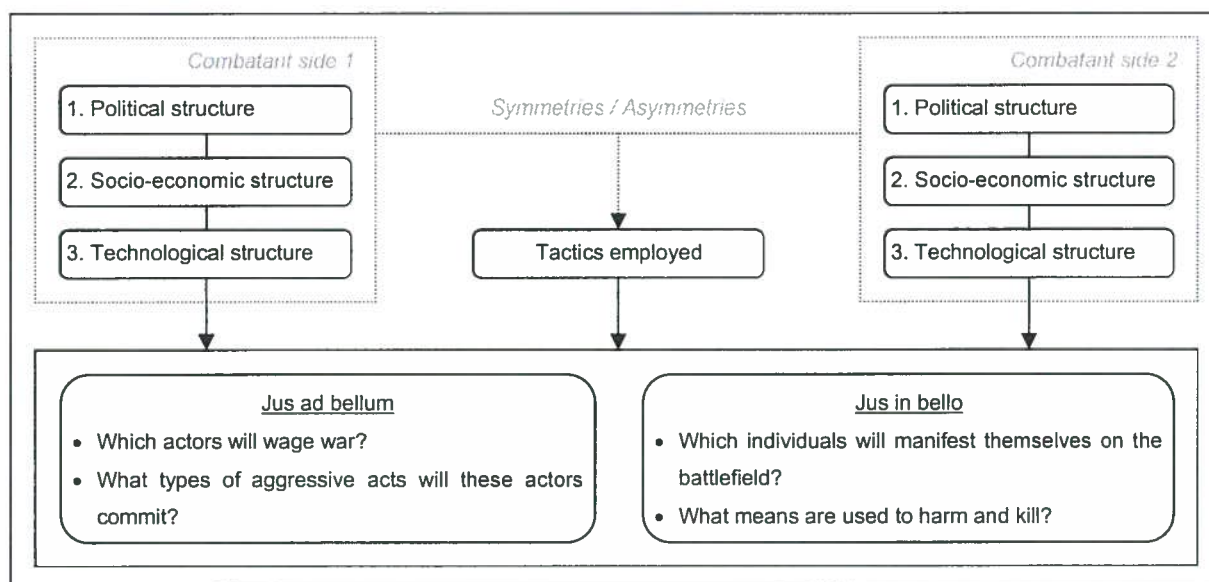 Combatant side 1
1. Political structure
2. Socio-economic structure
3. Technological structure
Symmetries / Asymmetries
Tactics employed
Combatant side 2
1. Political structure
2. Socio-economic structure
3. Technological structure
Jus ad bellum
• Which actors will wage war?
• What types of aggressive acts will these actors
commit?
Jus in bello
• Which individuals will manifest themselves on the
battlefield?
• What means are used to harm and kill?